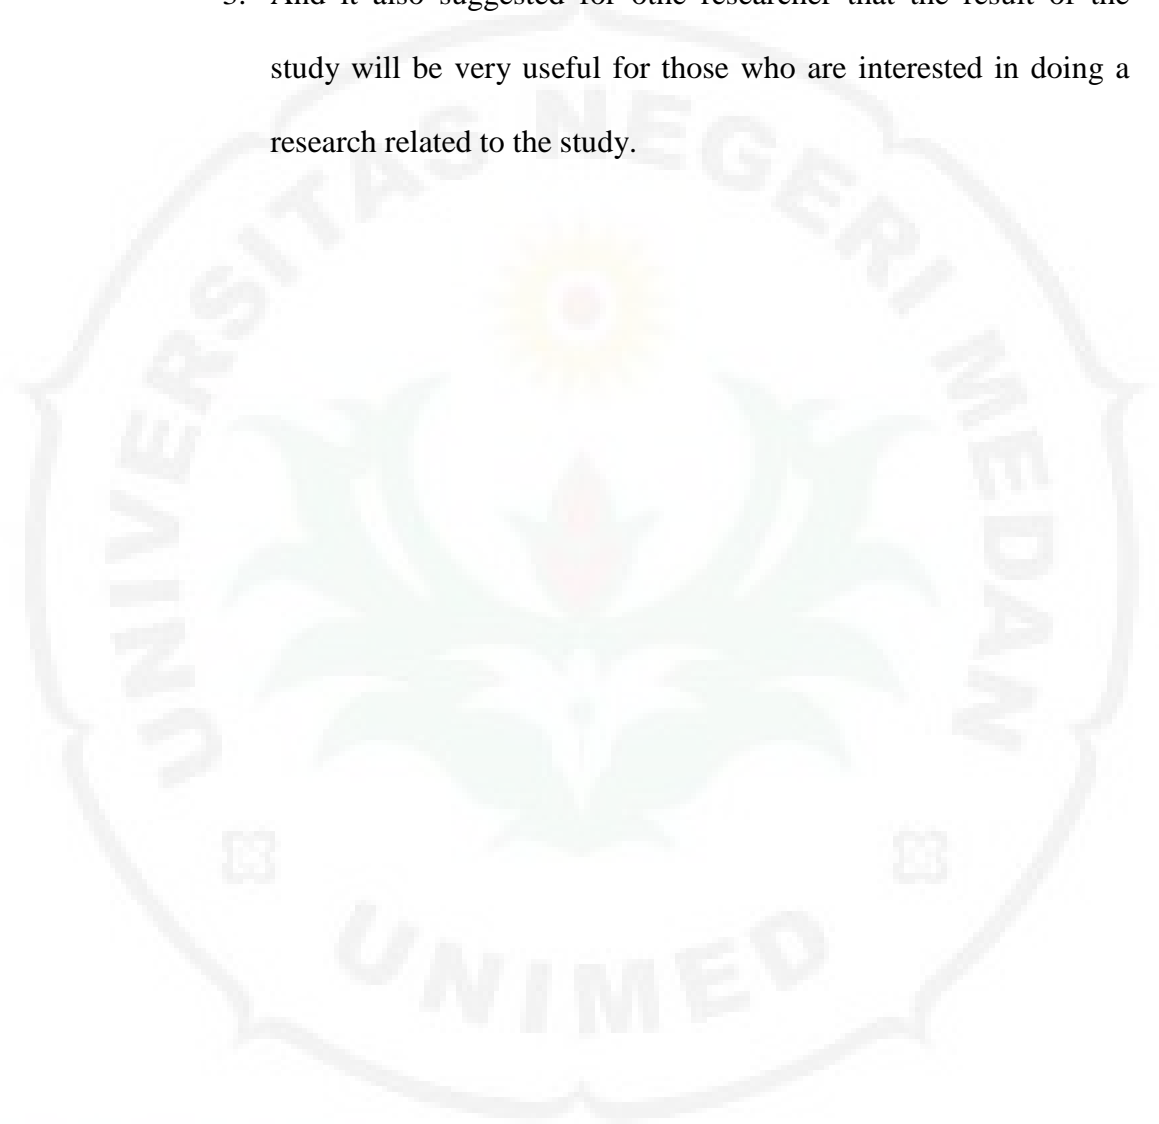 And it also suggested for othe researcher that the result of the
study will be very useful for those who are interested in doing a
research related to the study.
UNIVERSITAS NEGERI MEDAN
UNIMED